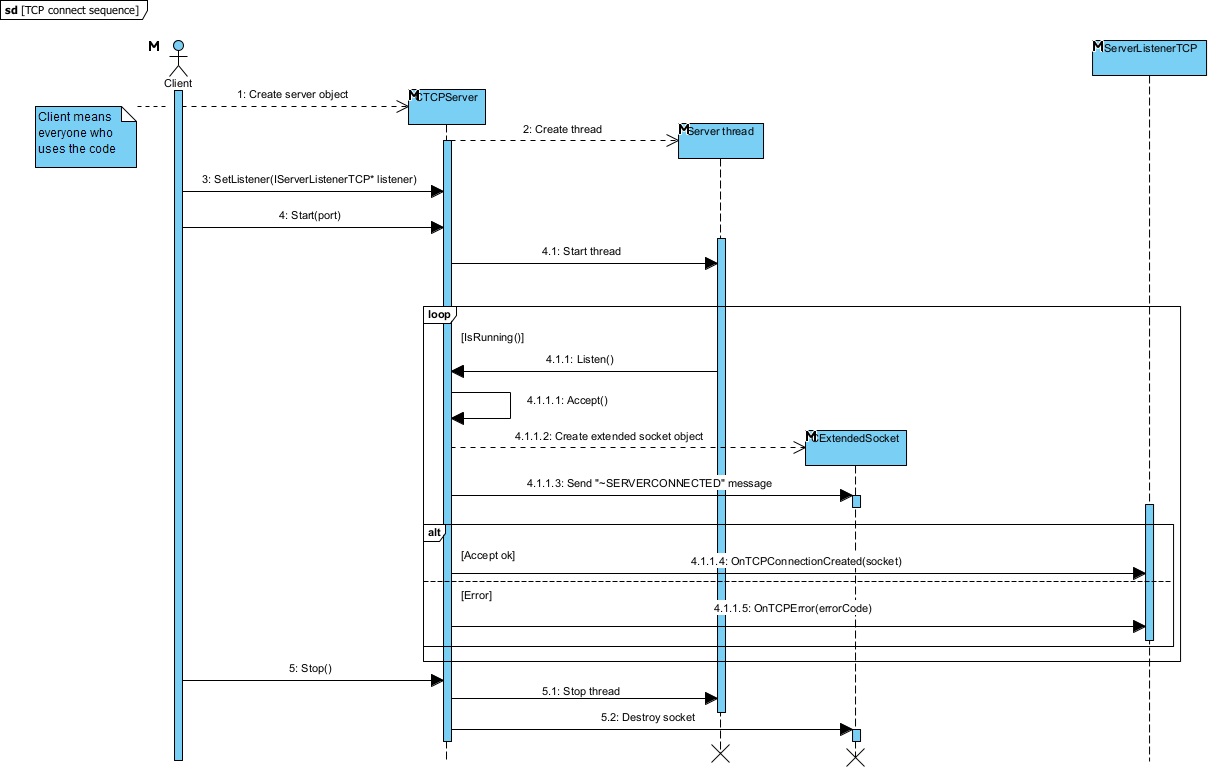 sd [TCP connect sequence]
M
Client
M
ServerListenerTCP
Client means
everyone who
uses the code
1: Create server object
M
CTCPServer
2: Create thread
M
Server thread
3: SetListener(IServerListenerTCP* listener)
4: Start(port)
4.1: Start thread
loop
[IsRunning()]
4.1.1: Listen()
4.1.1.1: Accept()
4.1.1.2: Create extended socket object
M
CExtendedSocket
4.1.1.3: Send "~SERVERCONNECTED" message
alt
[Accept ok]
4.1.1.4: OnTCPConnectionCreated(socket)
[Error]
4.1.1.5: OnTCPError(errorCode)
5: Stop()
5.1: Stop thread
5.2: Destroy socket